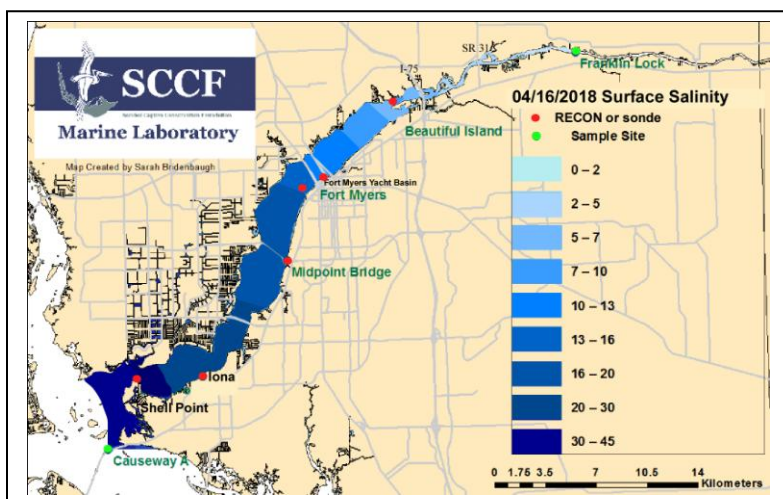 SCCF
Marine Laboratory
Map Created by Sarah Bridenbaugh
SR 31
I-75
Franklin Lock
Beautiful Island
Fort Myers Yacht Basin
Fort Myers
Midpoint Bridge
Iona
Shell Point
Causeway A
04/16/2018 Surface Salinity
RECON or sonde
Sample Site
0 – 2
2 – 5
5 – 7
7 – 10
10 – 13
13 – 16
16 – 20
20 – 30
30 – 45
0 1.75 3.5 7 10.5 14
Kilometers